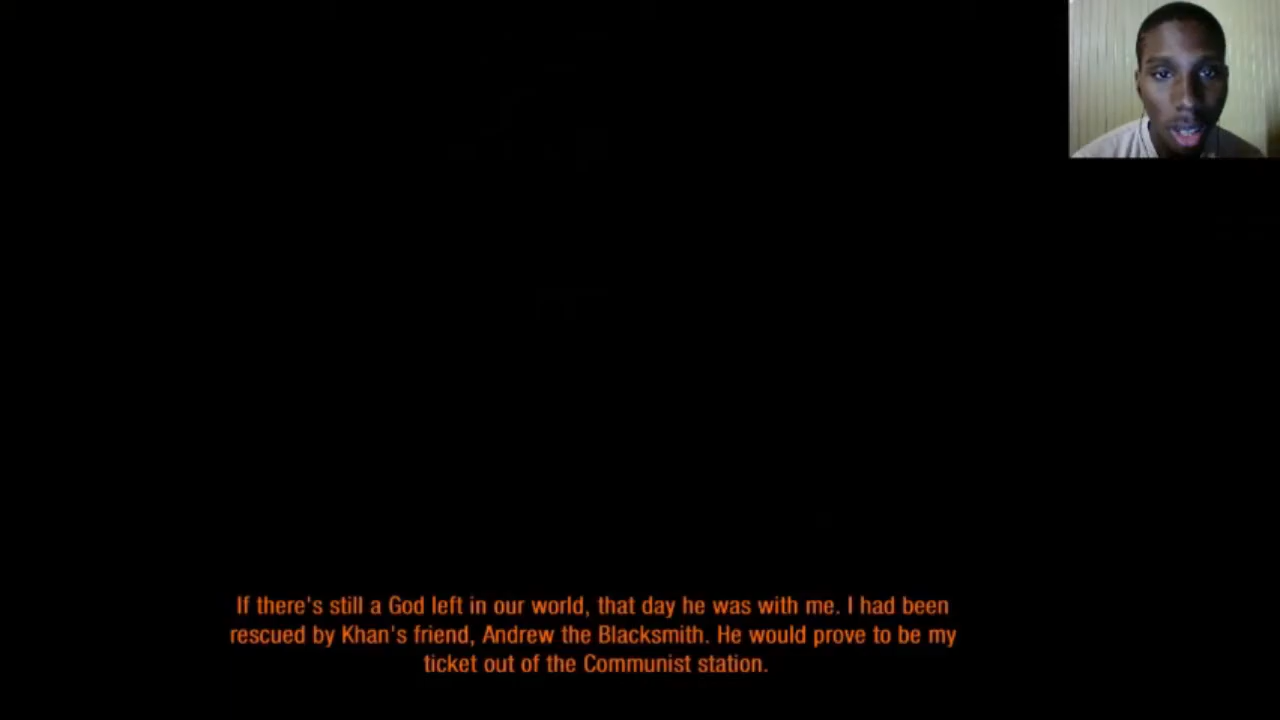 If there's still a God left in our world, that day he was with me. I had been
rescued by Khan's friend, Andrew the Blacksmith. He would prove to be my
ticket out of the Communist station.